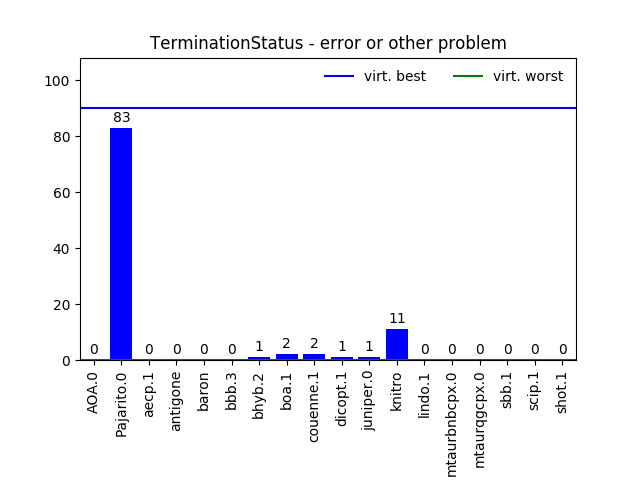 TerminationStatus - error or other problem
virt. best virt. worst
100
80
60
40
20
0
0 83 0 0 0 0 1 2 2 1 1 11 0 0 0 0 0 0
AOA.0
Pajarito.0
aecp.1
antigone
baron
bbb.3
bhyb.2
boa.1
couenne.1
dicopt.1
juniper.0
knitro
lindo.1
mtaurbnbcpx.0
mtaurqgcpx.0
sbb.1
scip.1
shot.1